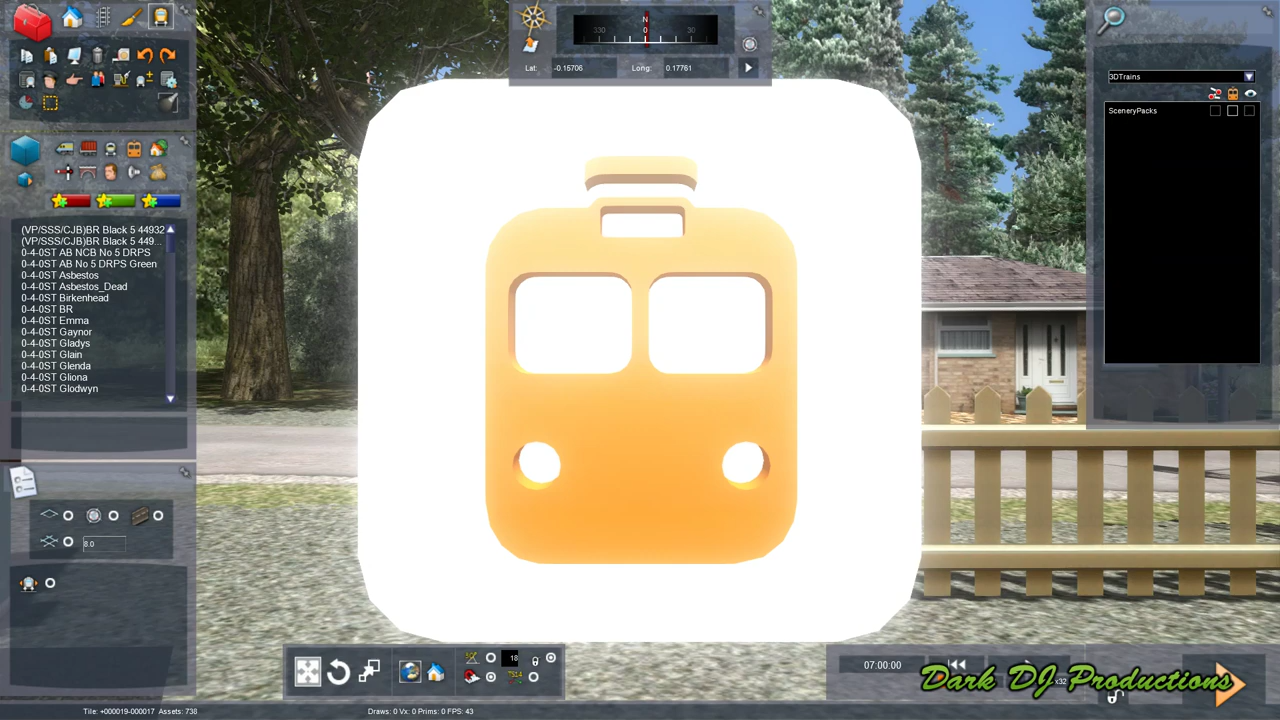 N
330 0 30
Lat: -0.15706 Long: 0.17761
3DTrains
SceneryPacks
(VP/SSS/CJB)BR Black 5 44932
(VP/SSS/CJB)BR Black 5 449...
0-4-0ST AB NCB No 5 DRPS
0-4-0ST AB No 5 DRPS Green
0-4-0ST Asbestos
0-4-0ST Asbestos_Dead
0-4-0ST Birkenhead
0-4-0ST BR
0-4-0ST Emma
0-4-0ST Gaynor
0-4-0ST Gladys
0-4-0ST Glain
0-4-0ST Glenda
0-4-0ST Gliona
0-4-0ST Glodwyn
8.0
18
07:00:00
x32
Dark DJ Productions
Tile: +000019-000017 Assets: 738
Draws: 0 Vx: 0 Prims: 0 FPS: 43